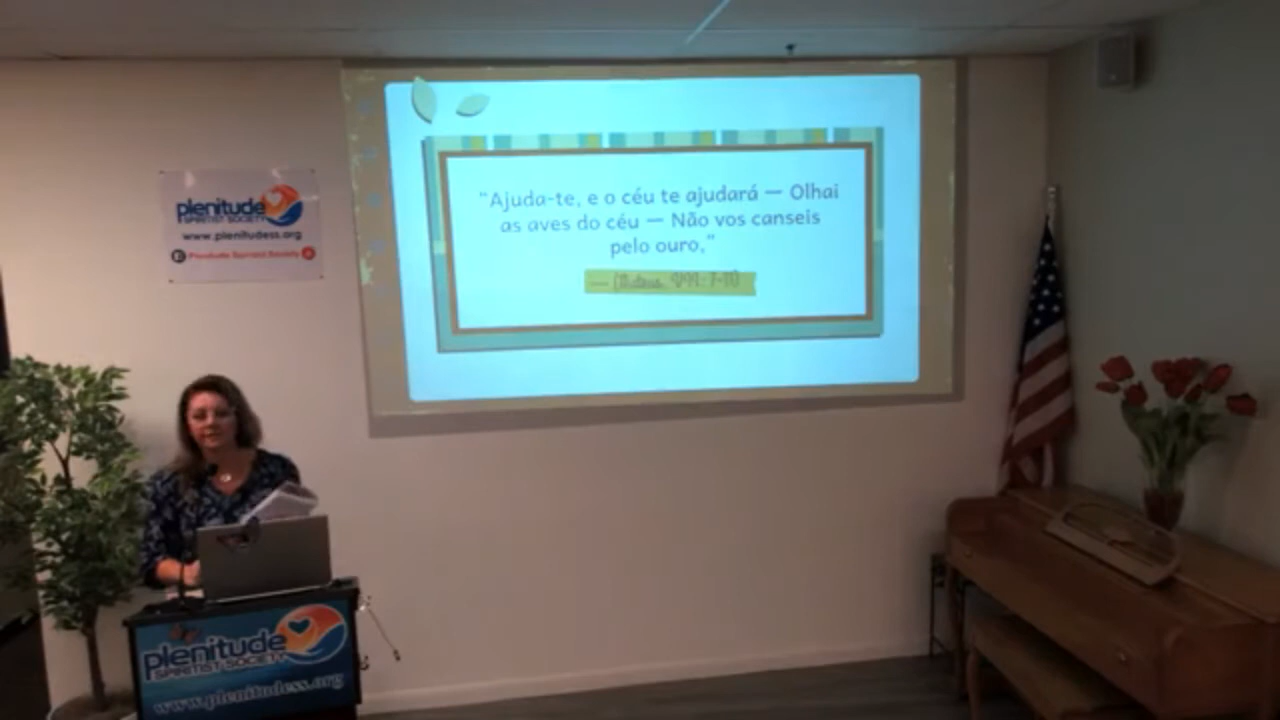 "Ajuda-te, e o céu te ajudará — Olhai
as aves do céu — Não vos canseis
pelo ouro,"
plenitude
SPIRITIST SOCIETY
www.plenitudess.org
Plenitude Spiritist Society
plenitude
SPIRITIST SOCIETY
www.plenitudess.org